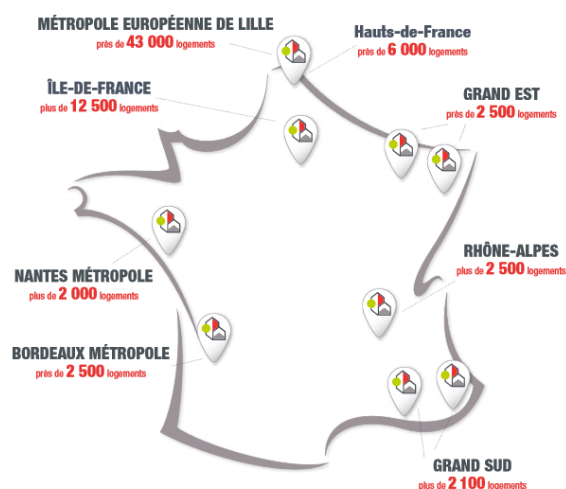 MÉTROPOLE EUROPÉENNE DE LILLE
près de 43 000 logements
Hauts-de-France
près de 6 000 logements
ÎLE-DE-FRANCE
plus de 12 500 logements
GRAND EST
près de 2 500 logements
RHÔNE-ALPES
plus de 2 500 logements
NANTES MÉTROPOLE
plus de 2 000 logements
BORDEAUX MÉTROPOLE
près de 2 500 logements
GRAND SUD
plus de 2 100 logements